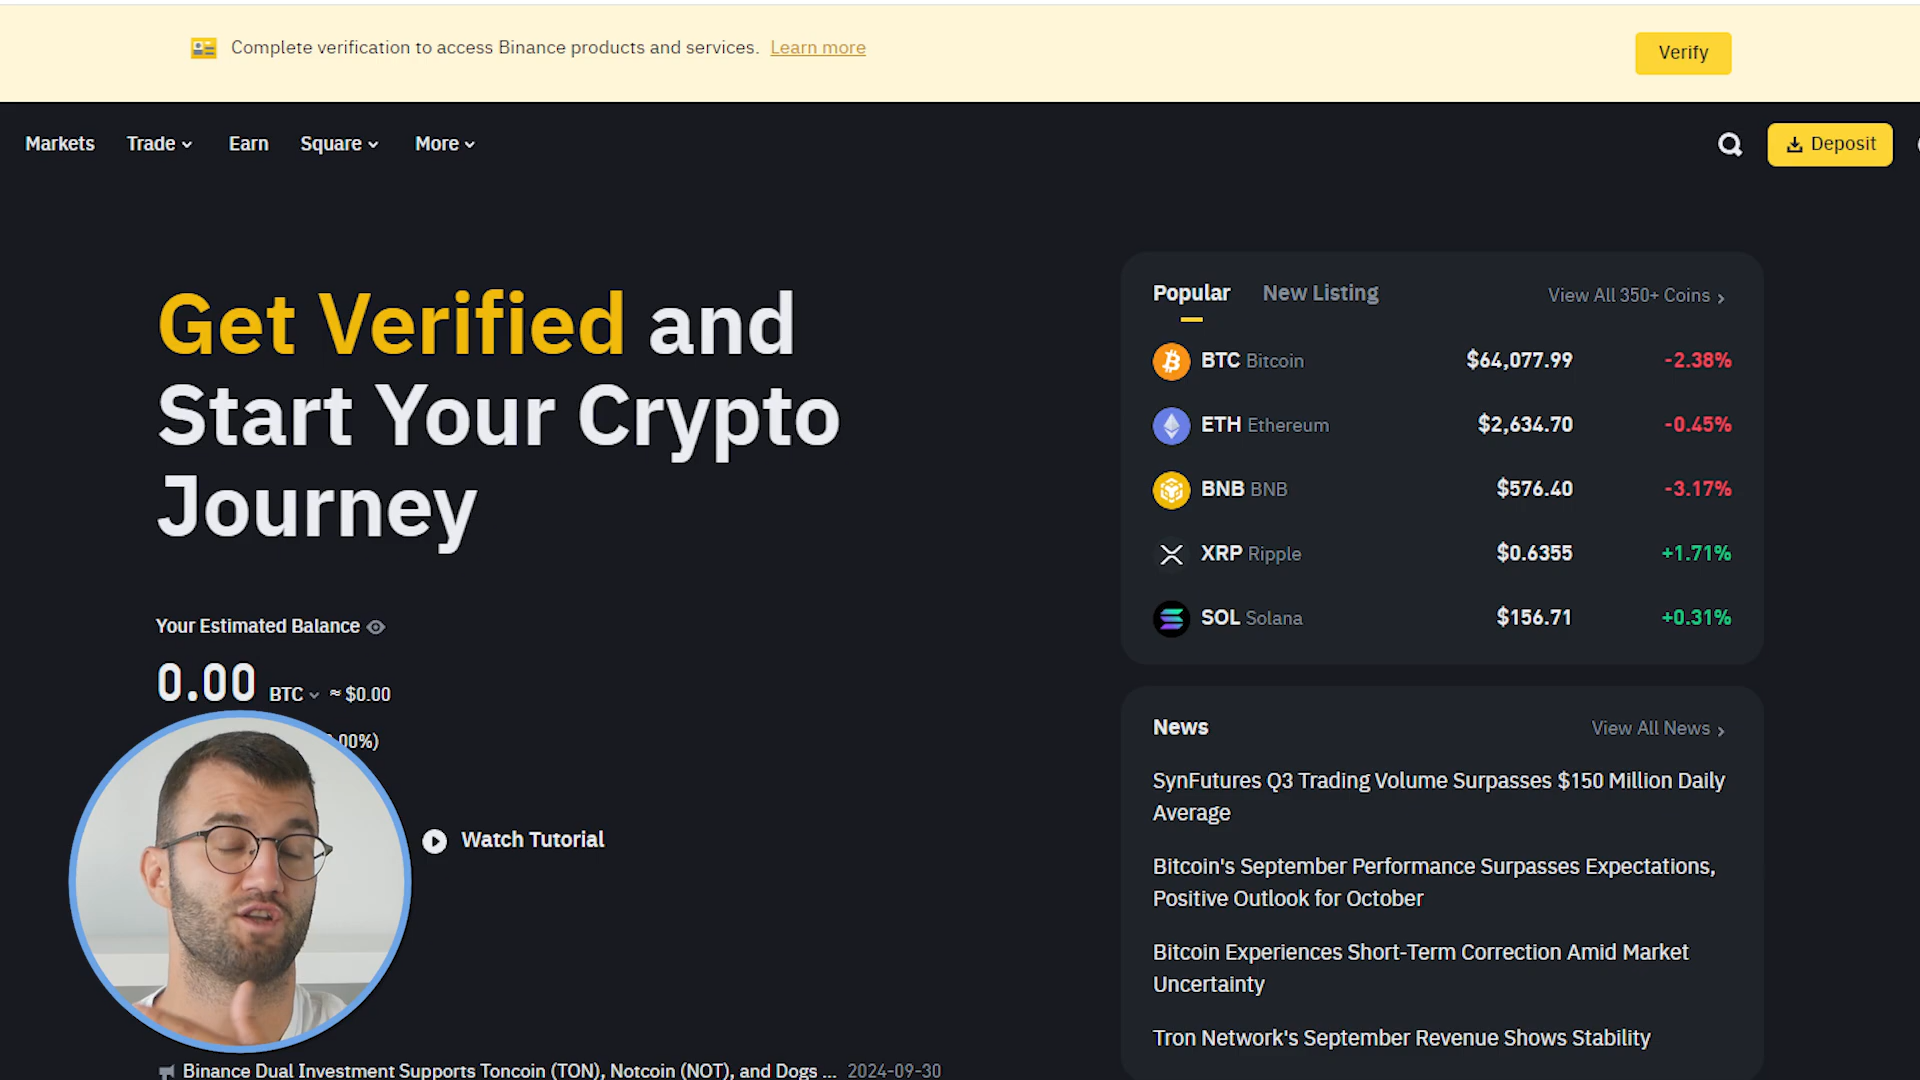 Complete verification to access Binance products and services. Learn more
Verify
Markets Trade Earn Square More
Deposit
Get Verified and
Start Your Crypto
Journey
Your Estimated Balance
0.00 BTC ≈ $0.00
.00%)
Watch Tutorial
Binance Dual Investment Supports Toncoin (TON), Notcoin (NOT), and Dogs ... 2024-09-30
Popular New Listing View All 350+ Coins
BTC Bitcoin $64,077.99 -2.38%
ETH Ethereum $2,634.70 -0.45%
BNB BNB $576.40 -3.17%
XRP Ripple $0.6355 +1.71%
SOL Solana $156.71 +0.31%
News View All News
SynFutures Q3 Trading Volume Surpasses $150 Million Daily
Average
Bitcoin's September Performance Surpasses Expectations,
Positive Outlook for October
Bitcoin Experiences Short-Term Correction Amid Market
Uncertainty
Tron Network's September Revenue Shows Stability